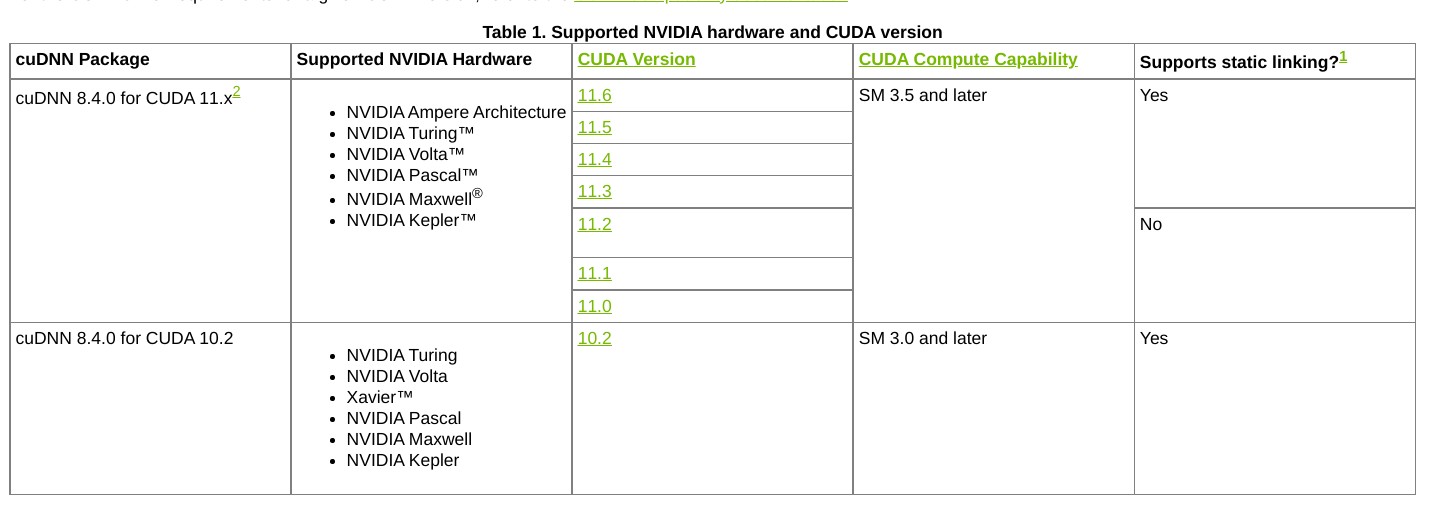 Table 1. Supported NVIDIA hardware and CUDA version
cuDNN Package Supported NVIDIA Hardware CUDA Version CUDA Compute Capability Supports static linking?1
cuDNN 8.4.0 for CUDA 11.x2
• NVIDIA Ampere Architecture
• NVIDIA Turing™
• NVIDIA Volta™
• NVIDIA Pascal™
• NVIDIA Maxwell®
• NVIDIA Kepler™
11.6
11.5
11.4
11.3
11.2
11.1
11.0
SM 3.5 and later
Yes
No
cuDNN 8.4.0 for CUDA 10.2
• NVIDIA Turing
• NVIDIA Volta
• Xavier™
• NVIDIA Pascal
• NVIDIA Maxwell
• NVIDIA Kepler
10.2
SM 3.0 and later
Yes